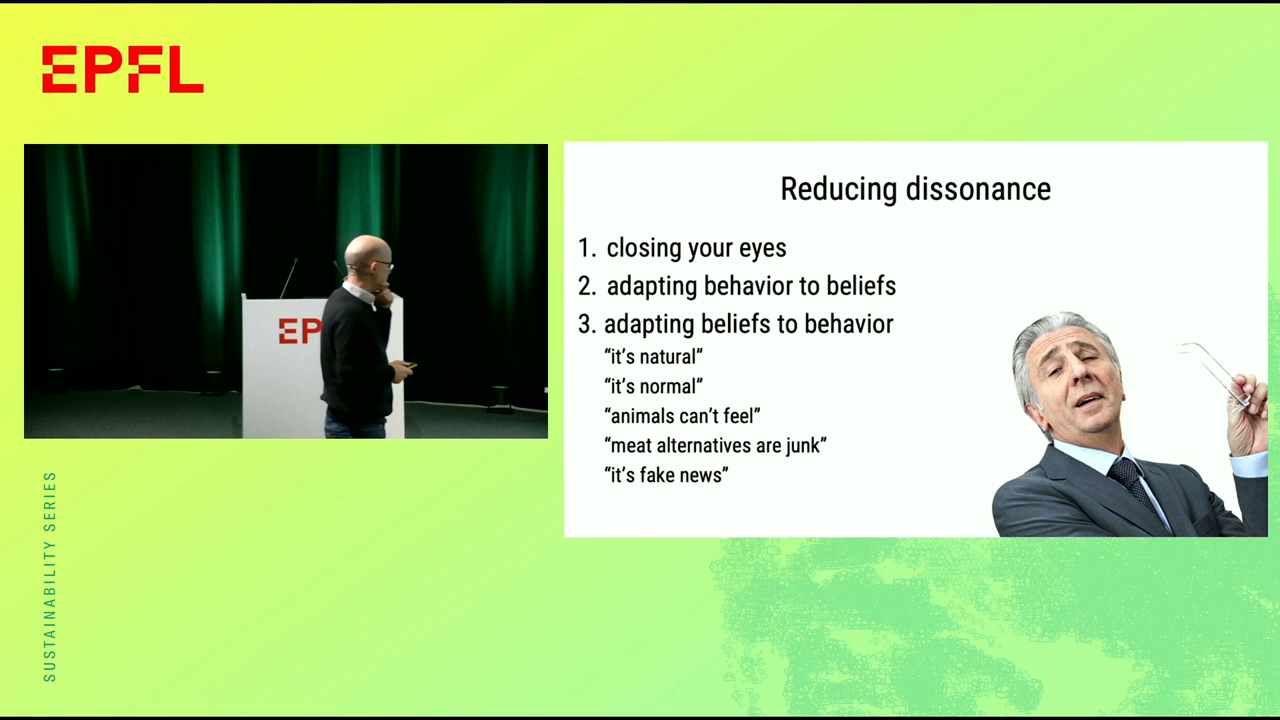 EPFL
EP
Reducing dissonance
1. closing your eyes
2. adapting behavior to beliefs
3. adapting beliefs to behavior
“it’s natural”
“it’s normal”
“animals can’t feel”
“meat alternatives are junk”
“it’s fake news”
SUSTAINABILITY SERIES